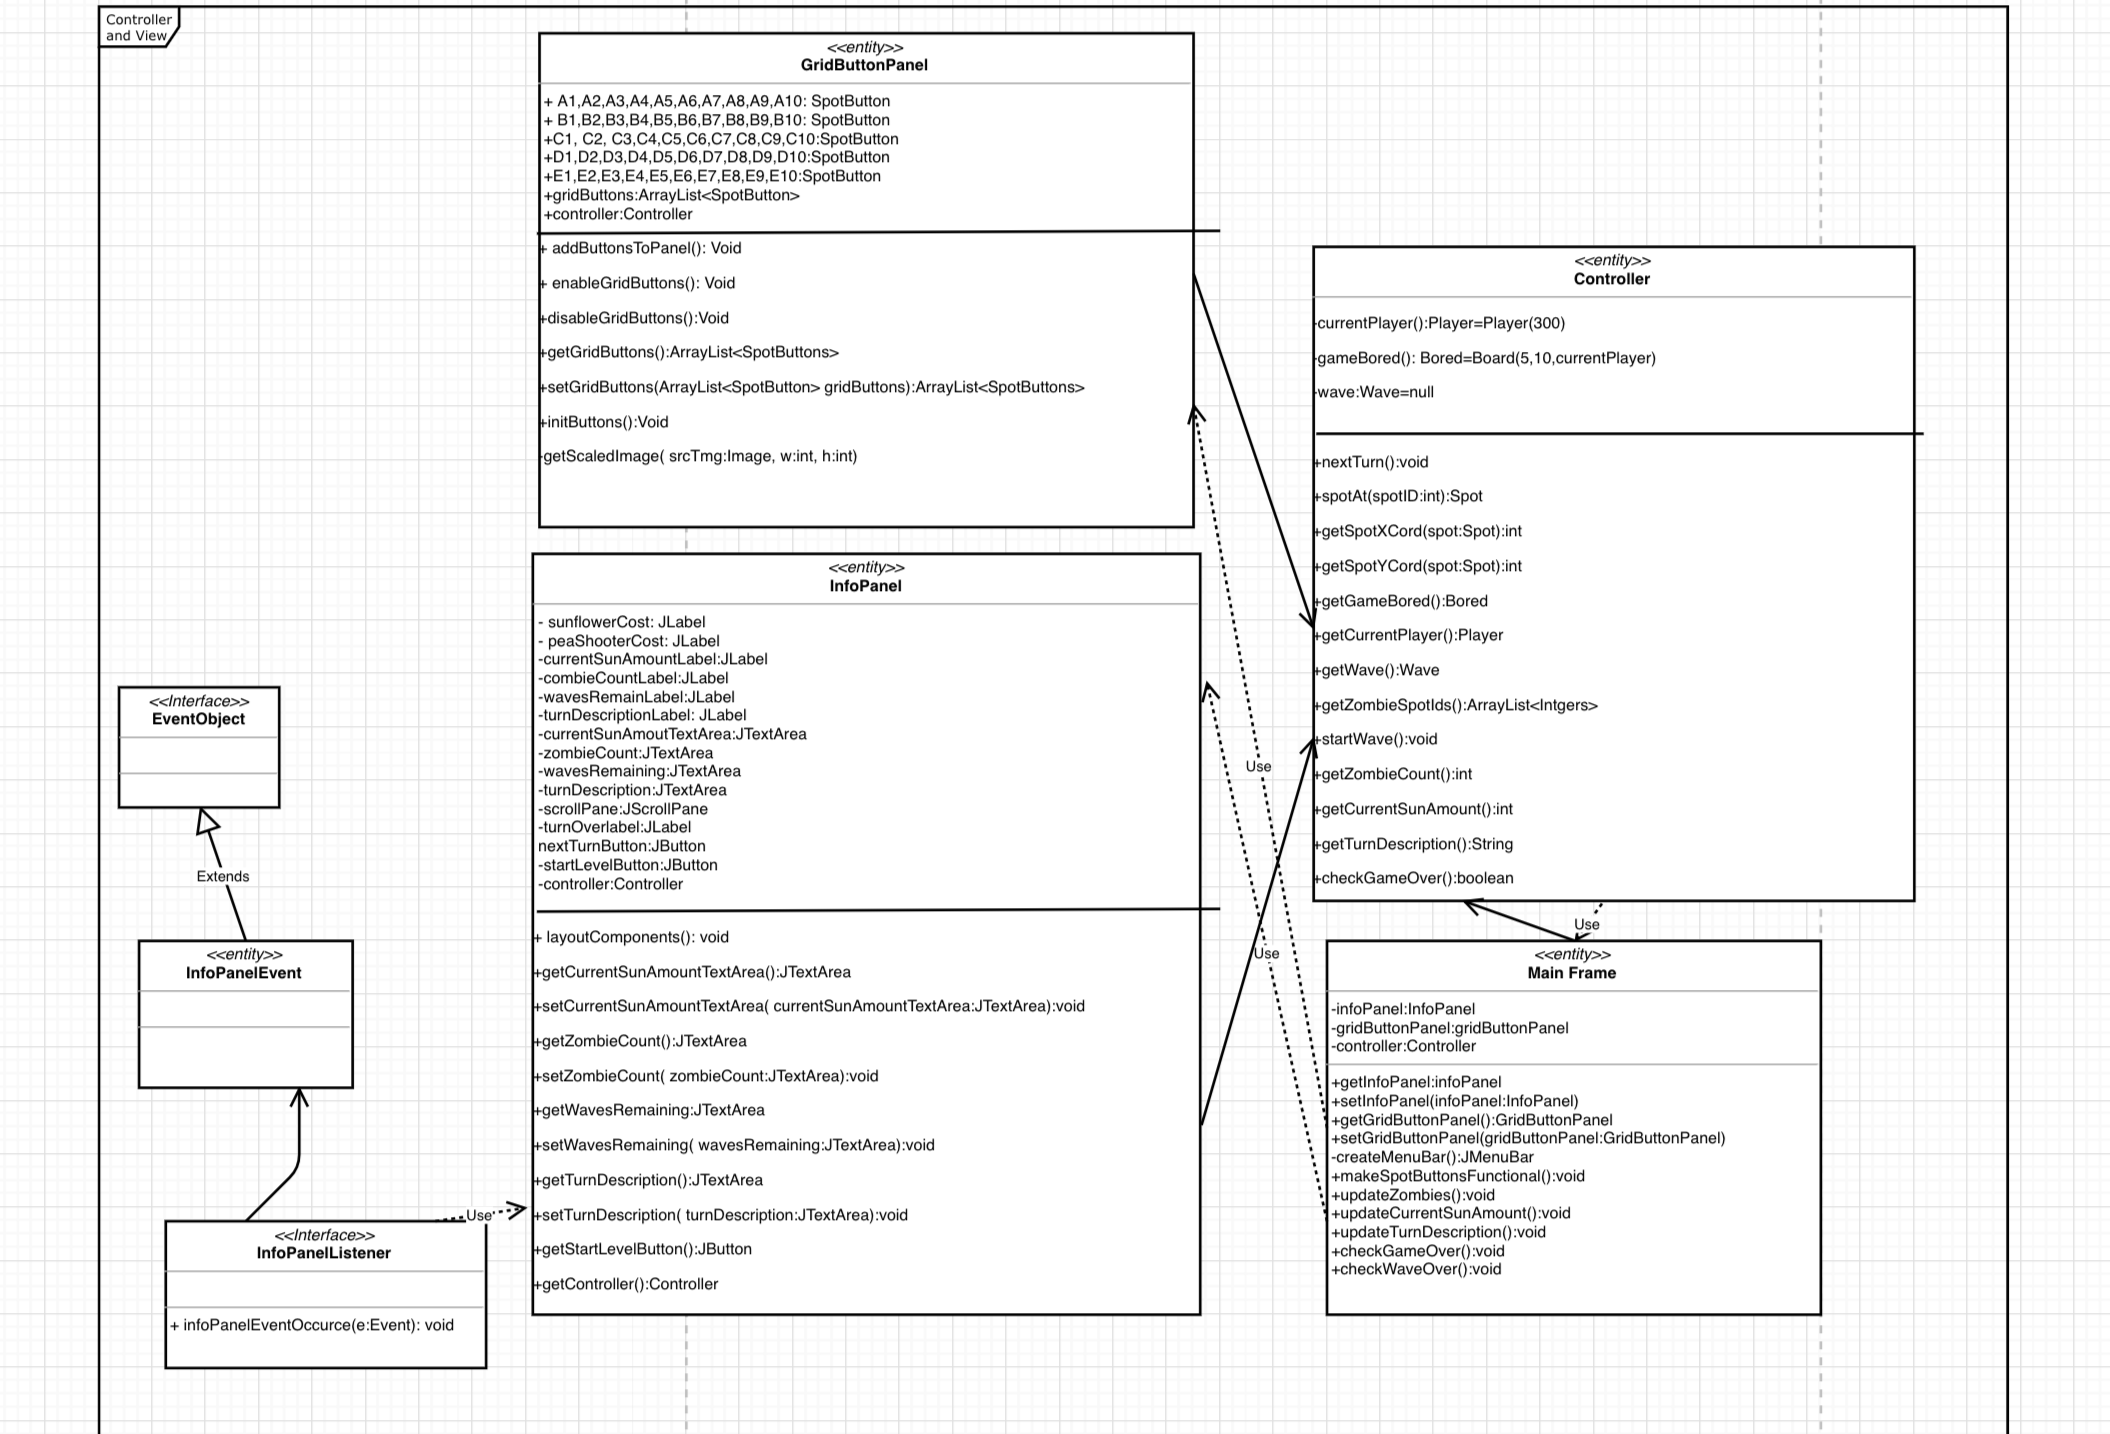 Controller
and View
<<entity>>
GridButtonPanel
+ A1,A2,A3,A4,A5,A6,A7,A8,A9,A10: SpotButton
+ B1,B2,B3,B4,B5,B6,B7,B8,B9,B10: SpotButton
+C1, C2, C3,C4,C5,C6,C7,C8,C9,C10:SpotButton
+D1,D2,D3,D4,D5,D6,D7,D8,D9,D10:SpotButton
+E1,E2,E3,E4,E5,E6,E7,E8,E9,E10:SpotButton
+gridButtons:ArrayList<SpotButton>
+controller:Controller
+ addButtonsToPanel(): Void
+ enableGridButtons(): Void
+disableGridButtons():Void
+getGridButtons():ArrayList<SpotButtons>
+setGridButtons(ArrayList<SpotButton> gridButtons):ArrayList<SpotButtons>
+initButtons():Void
-getScaledImage( srcTmg:Image, w:int, h:int)
<<entity>>
Controller
-currentPlayer():Player=Player(300)
-gameBored(): Bored=Board(5,10,currentPlayer)
-wave:Wave=null
+nextTurn():void
+spotAt(spotID:int):Spot
+getSpotXCord(spot:Spot):int
+getSpotYCord(spot:Spot):int
+getGameBored():Bored
+getCurrentPlayer():Player
+getWave():Wave
+getZombieSpotIds():ArrayList<Intgers>
+startWave():void
+getZombieCount():int
+getCurrentSunAmount():int
+getTurnDescription():String
+checkGameOver():boolean
<<entity>>
InfoPanel
- sunflowerCost: JLabel
- peaShooterCost: JLabel
-currentSunAmountLabel:JLabel
-combieCountLabel:JLabel
-wavesRemainLabel:JLabel
-turnDescriptionLabel: JLabel
-currentSunAmoutTextArea:JTextArea
-zombieCount:JTextArea
-wavesRemaining:JTextArea
-turnDescription:JTextArea
-scrollPane:JScrollPane
-turnOverlabel:JLabel
nextTurnButton:JButton
-startLevelButton:JButton
-controller:Controller
+ layoutComponents(): void
+getCurrentSunAmountTextArea():JTextArea
+setCurrentSunAmountTextArea( currentSunAmountTextArea:JTextArea):void
+getZombieCount():JTextArea
+setZombieCount( zombieCount:JTextArea):void
+getWavesRemaining:JTextArea
+setWavesRemaining( wavesRemaining:JTextArea):void
+getTurnDescription():JTextArea
+setTurnDescription( turnDescription:JTextArea):void
+getStartLevelButton():JButton
+getController():Controller
<<Interface>>
EventObject
Extends
<<entity>>
InfoPanelEvent
<<Interface>>
InfoPanelListener
+ infoPanelEventOccurce(e:Event): void
Use
Use
Use
Use
<<entity>>
Main Frame
-infoPanel:InfoPanel
-gridButtonPanel:gridButtonPanel
-controller:Controller
+getInfoPanel:infoPanel
+setInfoPanel(infoPanel:InfoPanel)
+getGridButtonPanel():GridButtonPanel
+setGridButtonPanel(gridButtonPanel:GridButtonPanel)
-createMenuBar():JMenuBar
+makeSpotButtonsFunctional():void
+updateZombies():void
+updateCurrentSunAmount():void
+updateTurnDescription():void
+checkGameOver():void
+checkWaveOver():void